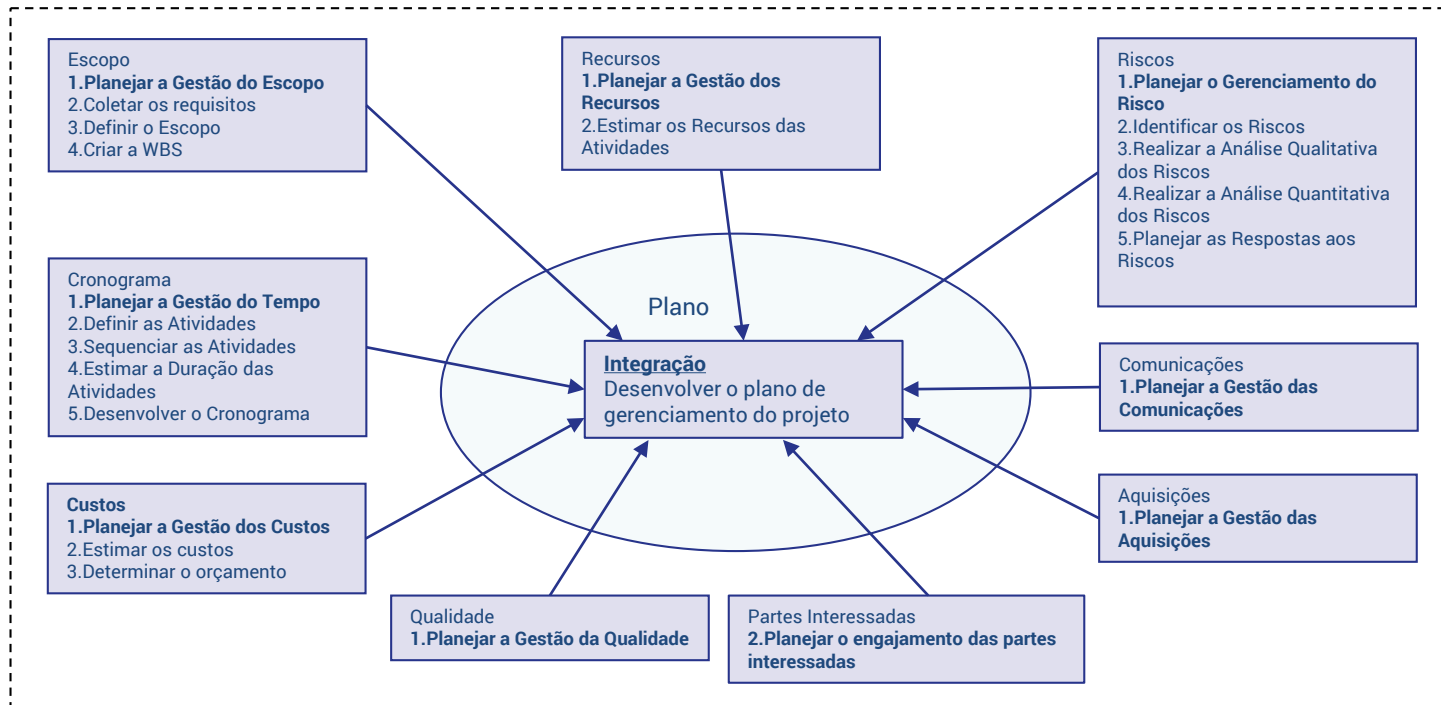 Escopo
1.Planejar a Gestão do Escopo
2.Coletar os requisitos
3.Definir o Escopo
4.Criar a WBS
Recursos
1.Planejar a Gestão dos
Recursos
2.Estimar os Recursos das
Atividades
Riscos
1.Planejar o Gerenciamento do
Risco
2.Identificar os Riscos
3.Realizar a Análise Qualitativa
dos Riscos
4.Realizar a Análise Quantitativa
dos Riscos
5.Planejar as Respostas aos
Riscos
Cronograma
1.Planejar a Gestão do Tempo
2.Definir as Atividades
3.Sequenciar as Atividades
4.Estimar a Duração das
Atividades
5.Desenvolver o Cronograma
Plano
Integração
Desenvolver o plano de
gerenciamento do projeto
Comunicações
1.Planejar a Gestão das
Comunicações
Custos
1.Planejar a Gestão dos Custos
2.Estimar os custos
3.Determinar o orçamento
Aquisições
1.Planejar a Gestão das
Aquisições
Qualidade
1.Planejar a Gestão da Qualidade
Partes Interessadas
2.Planejar o engajamento das partes
interessadas